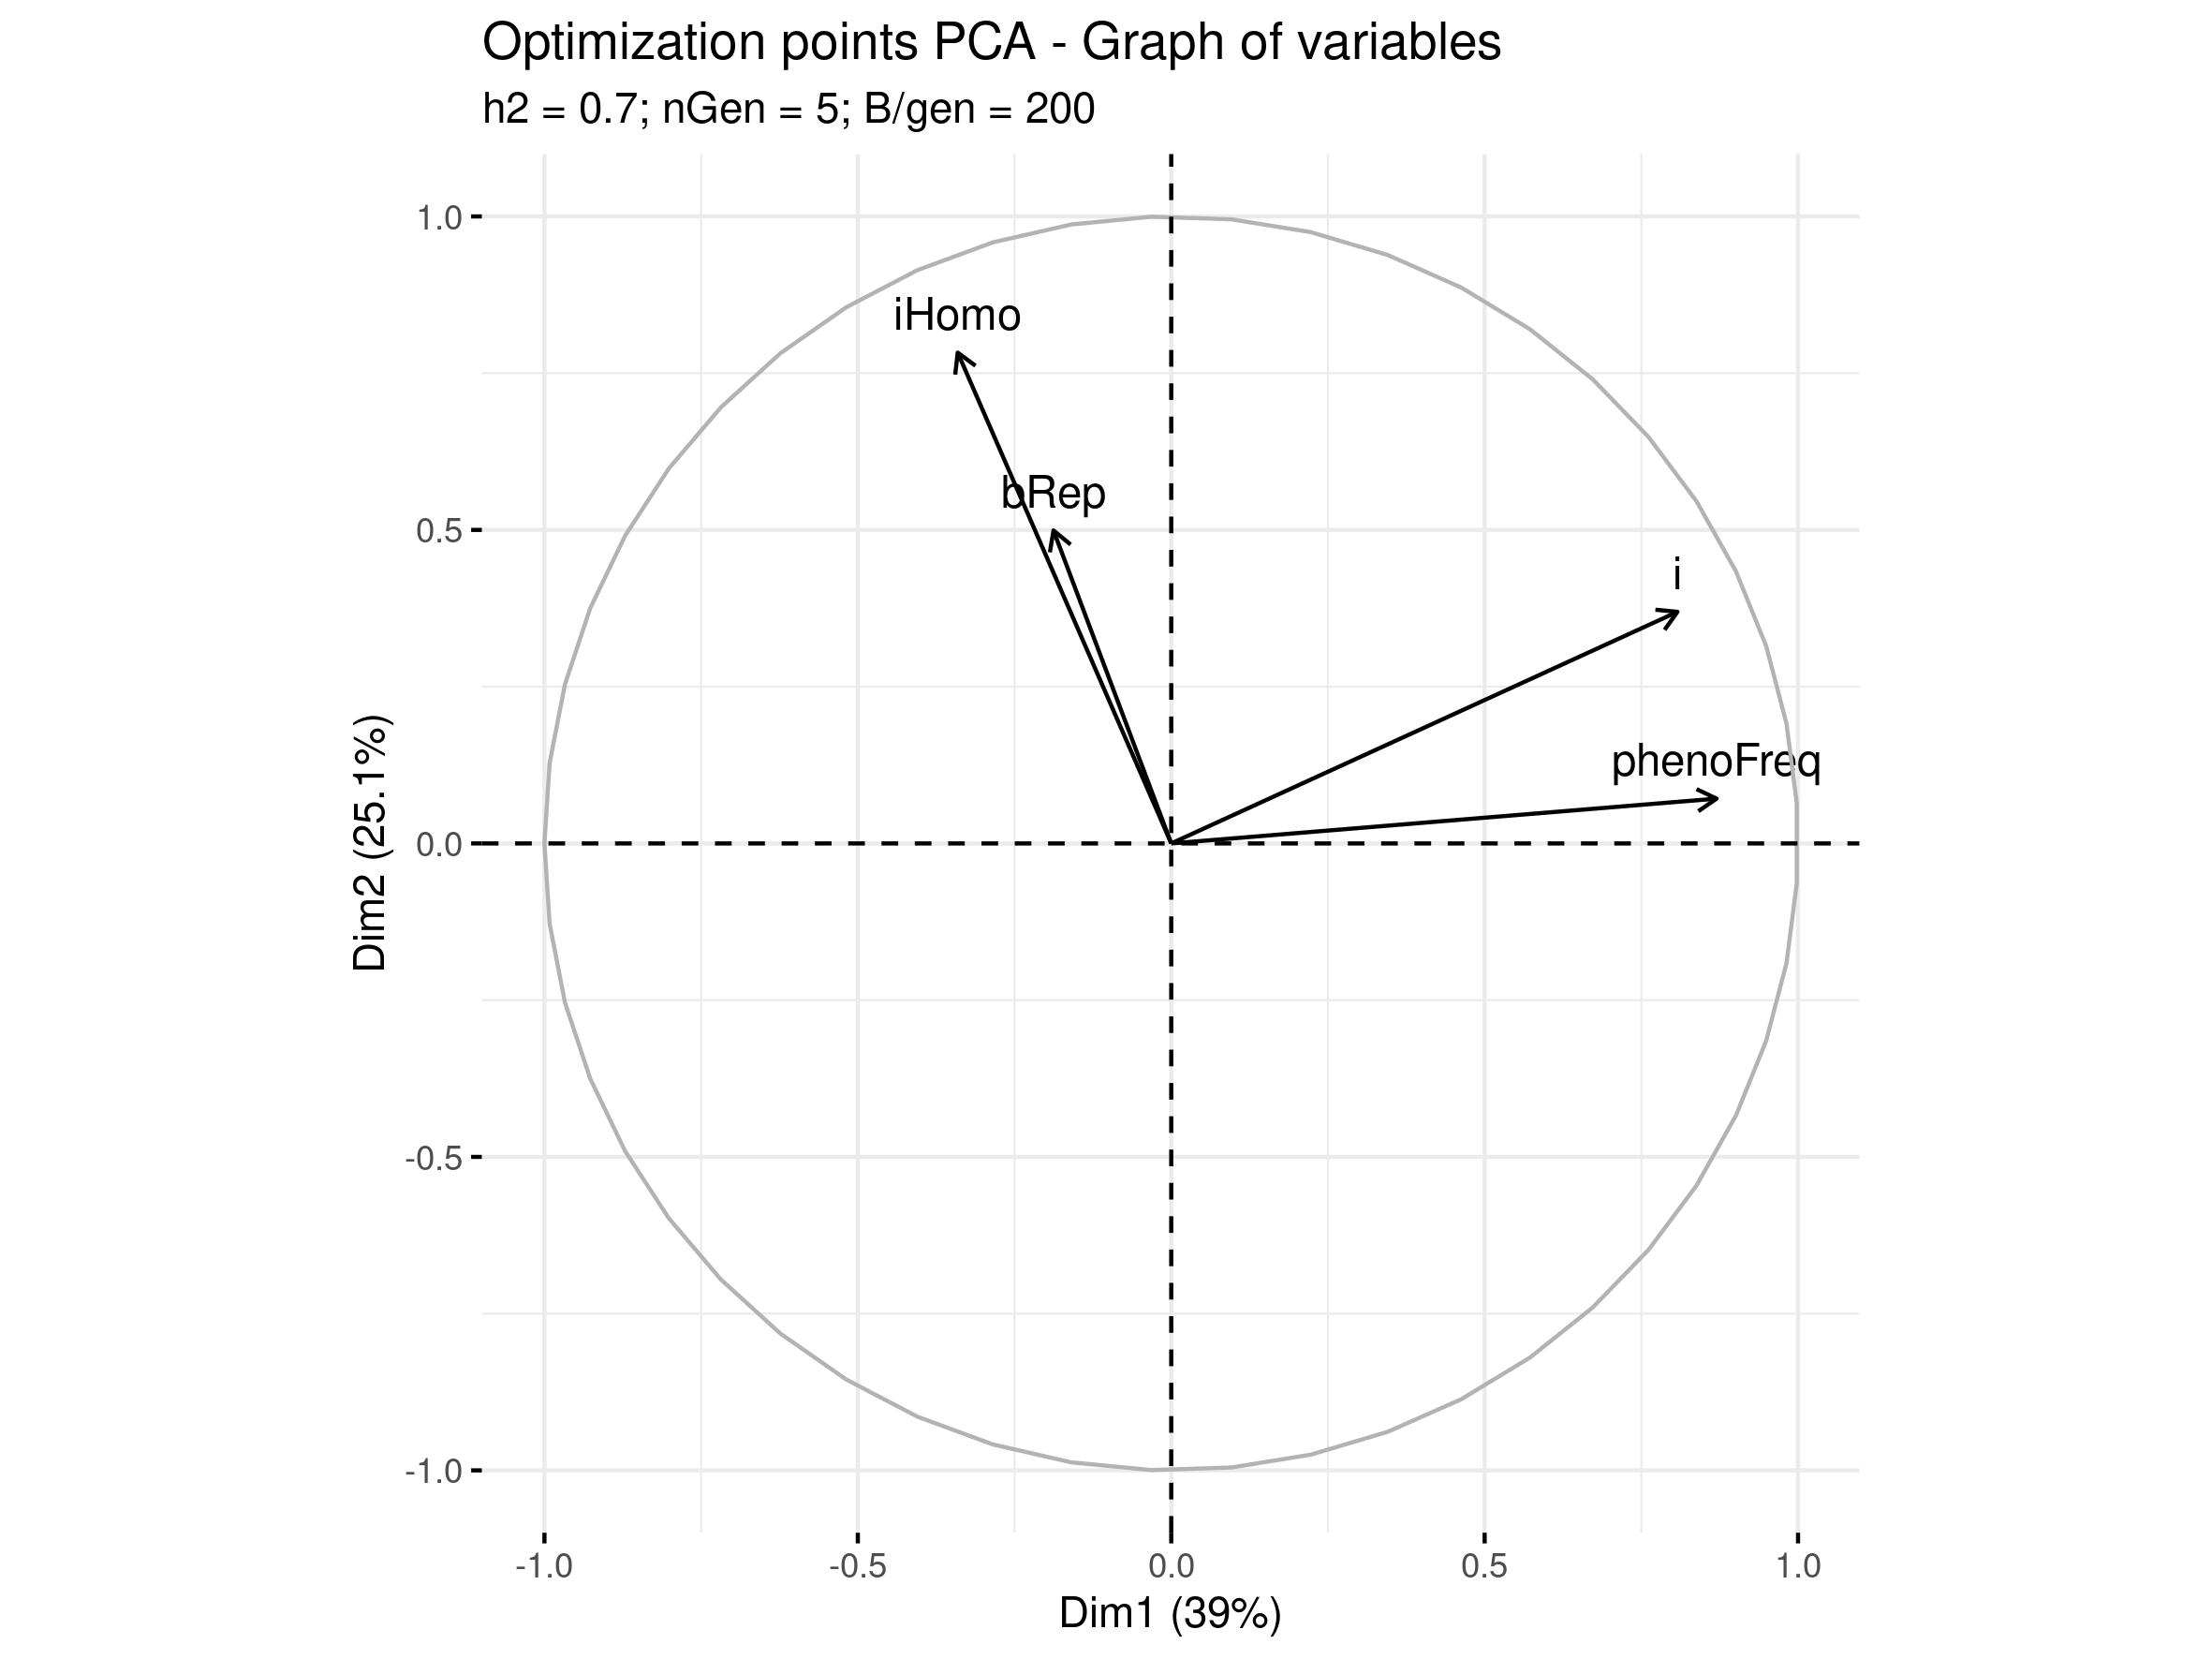 Optimization points PCA - Graph of variables
h2 = 0.7; nGen = 5; B/gen = 200
1.0
iHomo
bRep
0.5
i
phenoFreq
Dim2 (25.1%)
0.0
-0.5
-1.0
-1.0
-0.5
0.0
0.5
1.0
Dim1 (39%)